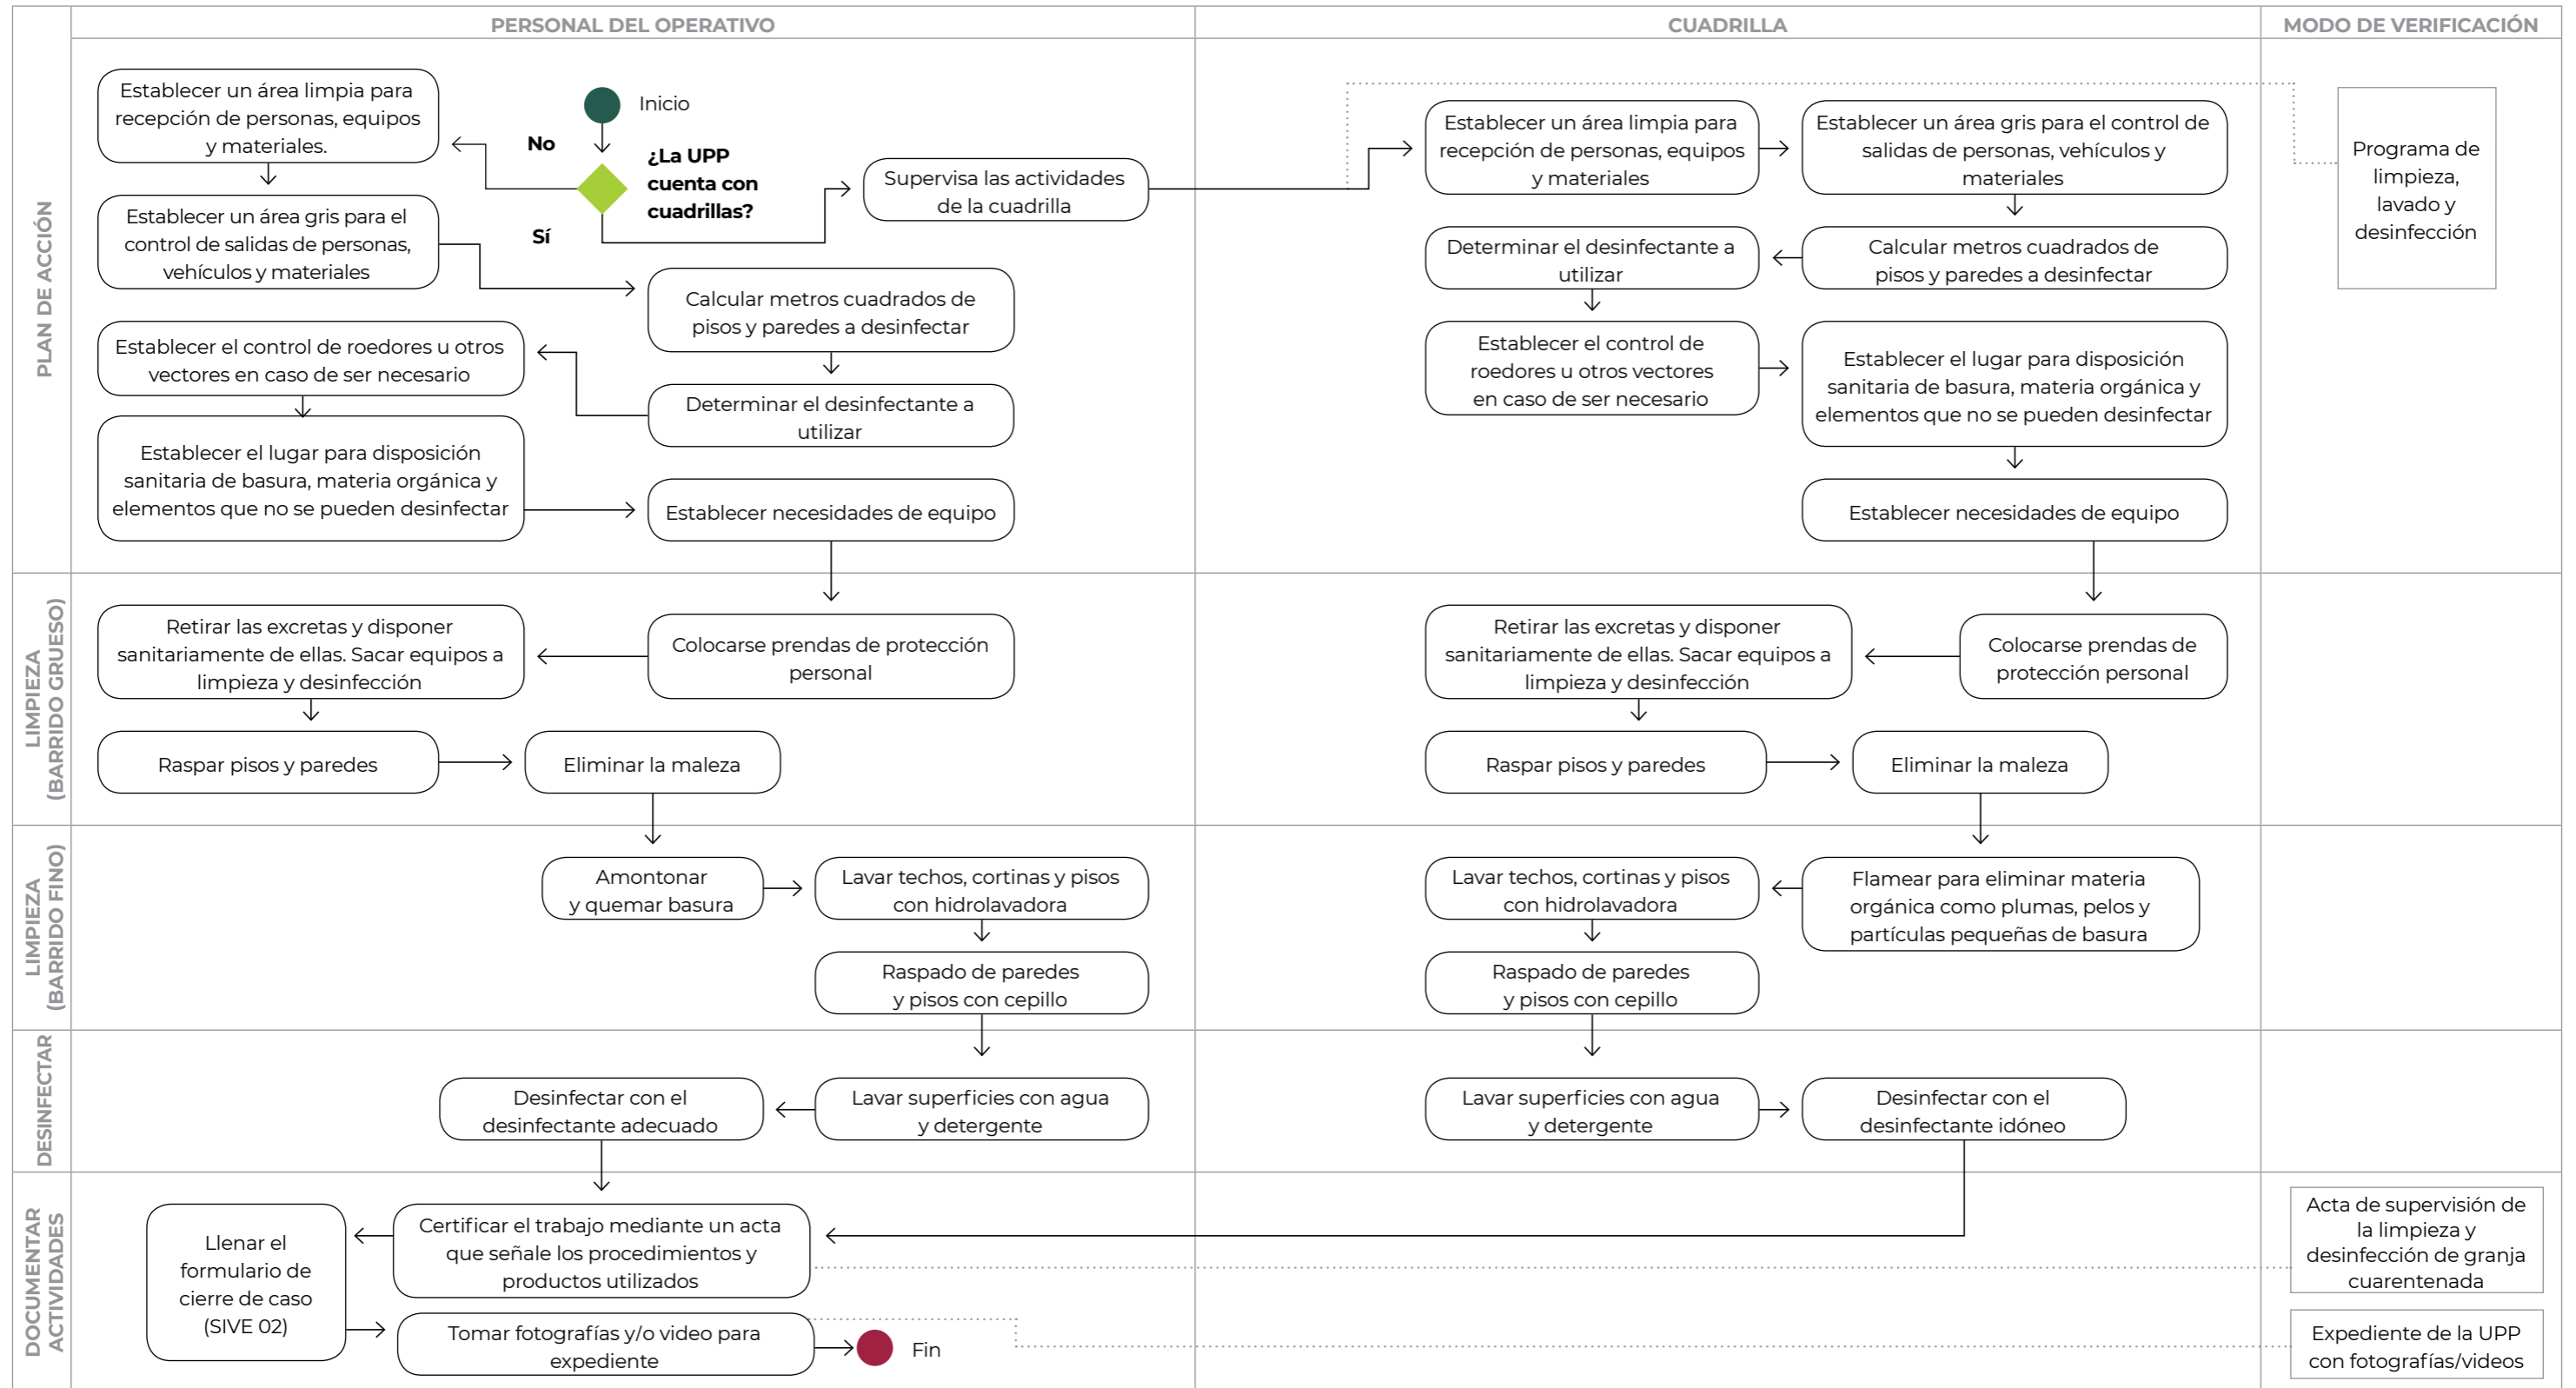 PERSONAL DEL OPERATIVO
CUADRILLA
MODO DE VERIFICACIÓN
PLAN DE ACCIÓN
Inicio
¿La UPP
cuenta con
cuadrillas?
No
Sí
Establecer un área limpia para
recepción de personas, equipos
y materiales.
Establecer un área gris para el
control de salidas de personas,
vehículos y materiales
Calcular metros cuadrados de
pisos y paredes a desinfectar
Determinar el desinfectante a
utilizar
Establecer el control de roedores u otros
vectores en caso de ser necesario
Establecer el lugar para disposición
sanitaria de basura, materia orgánica y
elementos que no se pueden desinfectar
Establecer necesidades de equipo
Supervisa las actividades
de la cuadrilla
Establecer un área limpia para
recepción de personas, equipos
y materiales
Establecer un área gris para el control de
salidas de personas, vehículos y
materiales
Calcular metros cuadrados de
pisos y paredes a desinfectar
Determinar el desinfectante a
utilizar
Establecer el control de
roedores u otros vectores
en caso de ser necesario
Establecer el lugar para disposición
sanitaria de basura, materia orgánica y
elementos que no se pueden desinfectar
Establecer necesidades de equipo
Programa de
limpieza,
lavado y
desinfección
LIMPIEZA
(BARRIDO GRUESO)
Colocarse prendas de protección
personal
Retirar las excretas y disponer
sanitariamente de ellas. Sacar equipos a
limpieza y desinfección
Raspar pisos y paredes
Eliminar la maleza
Colocarse prendas de
protección personal
Retirar las excretas y disponer
sanitariamente de ellas. Sacar equipos a
limpieza y desinfección
Raspar pisos y paredes
Eliminar la maleza
LIMPIEZA
(BARRIDO FINO)
Amontonar
y quemar basura
Lavar techos, cortinas y pisos
con hidrolavadora
Raspado de paredes
y pisos con cepillo
Flamear para eliminar materia
orgánica como plumas, pelos y
partículas pequeñas de basura
Lavar techos, cortinas y pisos
con hidrolavadora
Raspado de paredes
y pisos con cepillo
DESINFECTAR
Lavar superficies con agua
y detergente
Desinfectar con el
desinfectante adecuado
Lavar superficies con agua
y detergente
Desinfectar con el
desinfectante idóneo
DOCUMENTAR
ACTIVIDADES
Certificar el trabajo mediante un acta
que señale los procedimientos y
productos utilizados
Llenar el
formulario de
cierre de caso
(SIVE 02)
Tomar fotografías y/o video para
expediente
Fin
Acta de supervisión de
la limpieza y
desinfección de granja
cuarentenada
Expediente de la UPP
con fotografías/videos